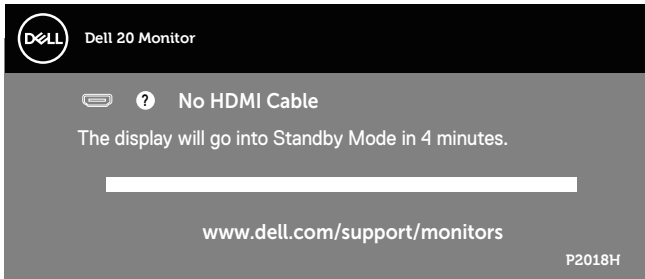 DELL
Dell 20 Monitor
? No HDMI Cable
The display will go into Standby Mode in 4 minutes.
www.dell.com/support/monitors
P2018H